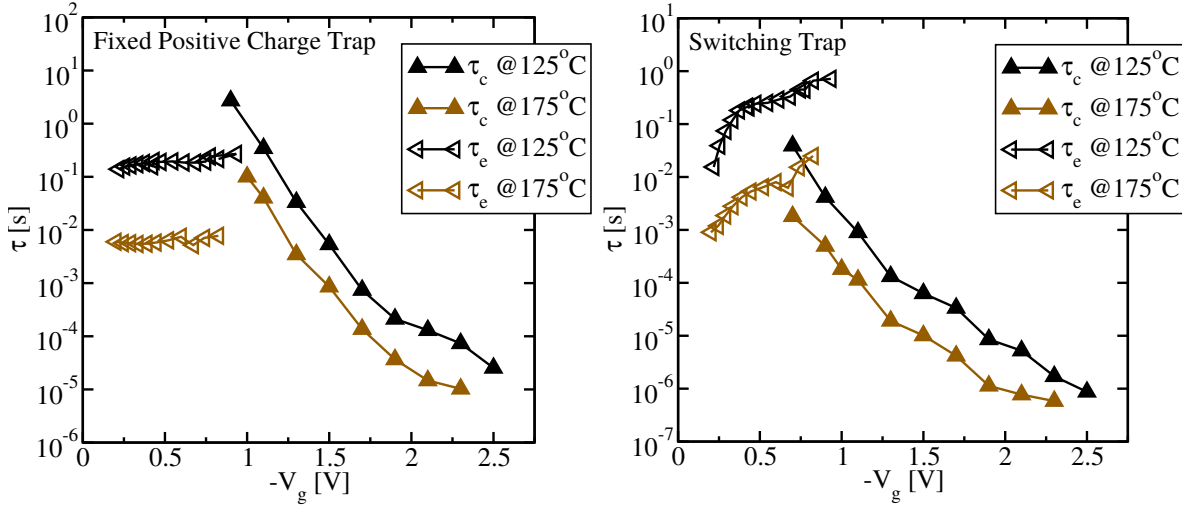 Fixed Positive Charge Trap
τc @125°C
τc @175°C
τe @125°C
τe @175°C
10^2
10^1
10^0
10^-1
10^-2
10^-3
10^-4
10^-5
10^-6
τ [s]
0
0.5
1
1.5
2
2.5
-Vg [V]
Switching Trap
τc @125°C
τc @175°C
τe @125°C
τe @175°C
10^1
10^0
10^-1
10^-2
10^-3
10^-4
10^-5
10^-6
10^-7
τ [s]
0
0.5
1
1.5
2
2.5
-Vg [V]